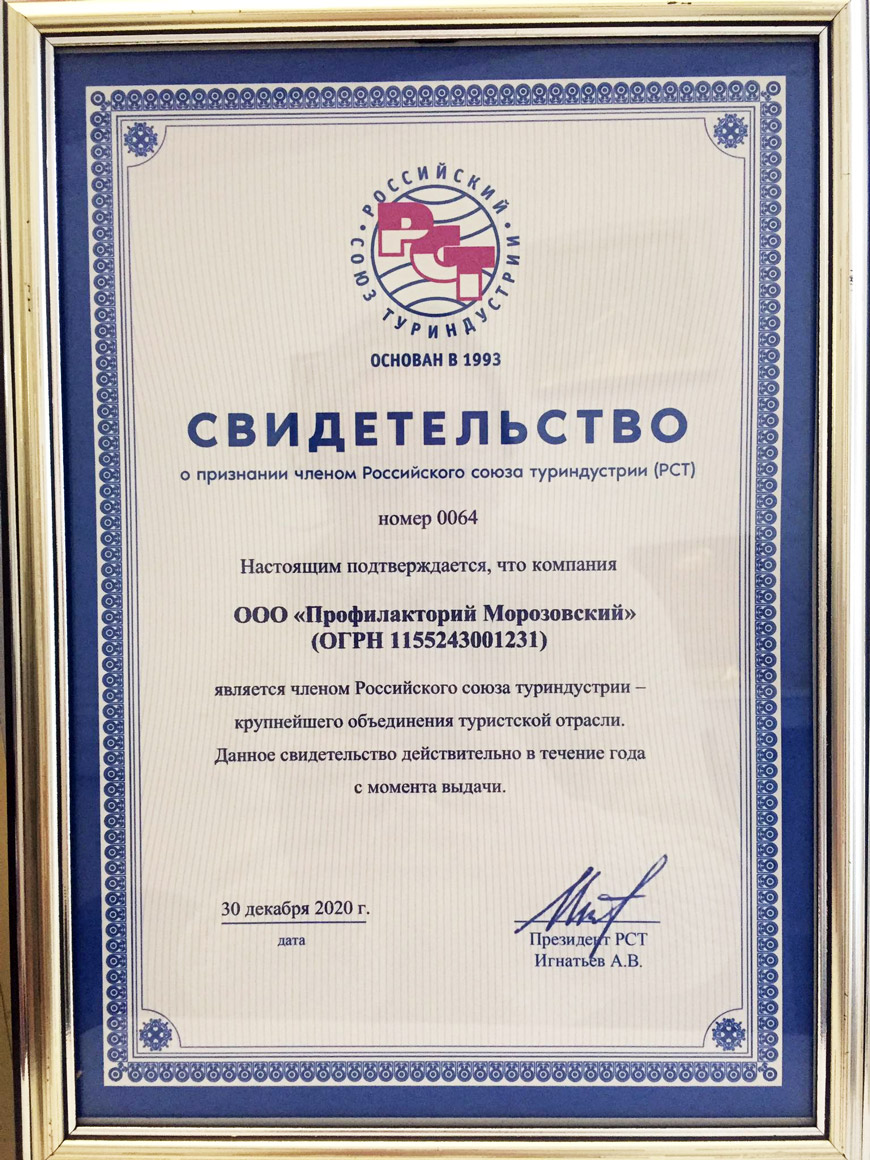 РОССИЙСКИЙ • СОЮЗ ТУРИНДУСТРИИ •
РСТ
ОСНОВАН В 1993
СВИДЕТЕЛЬСТВО
о признании членом Российского союза туриндустрии (РСТ)
номер 0064
Настоящим подтверждается, что компания
ООО «Профилакторий Морозовский»
(ОГРН 1155243001231)
является членом Российского союза туриндустрии –
крупнейшего объединения туристской отрасли.
Данное свидетельство действительно в течение года
с момента выдачи.
30 декабря 2020 г.
дата
Президент РСТ
Игнатьев А.В.